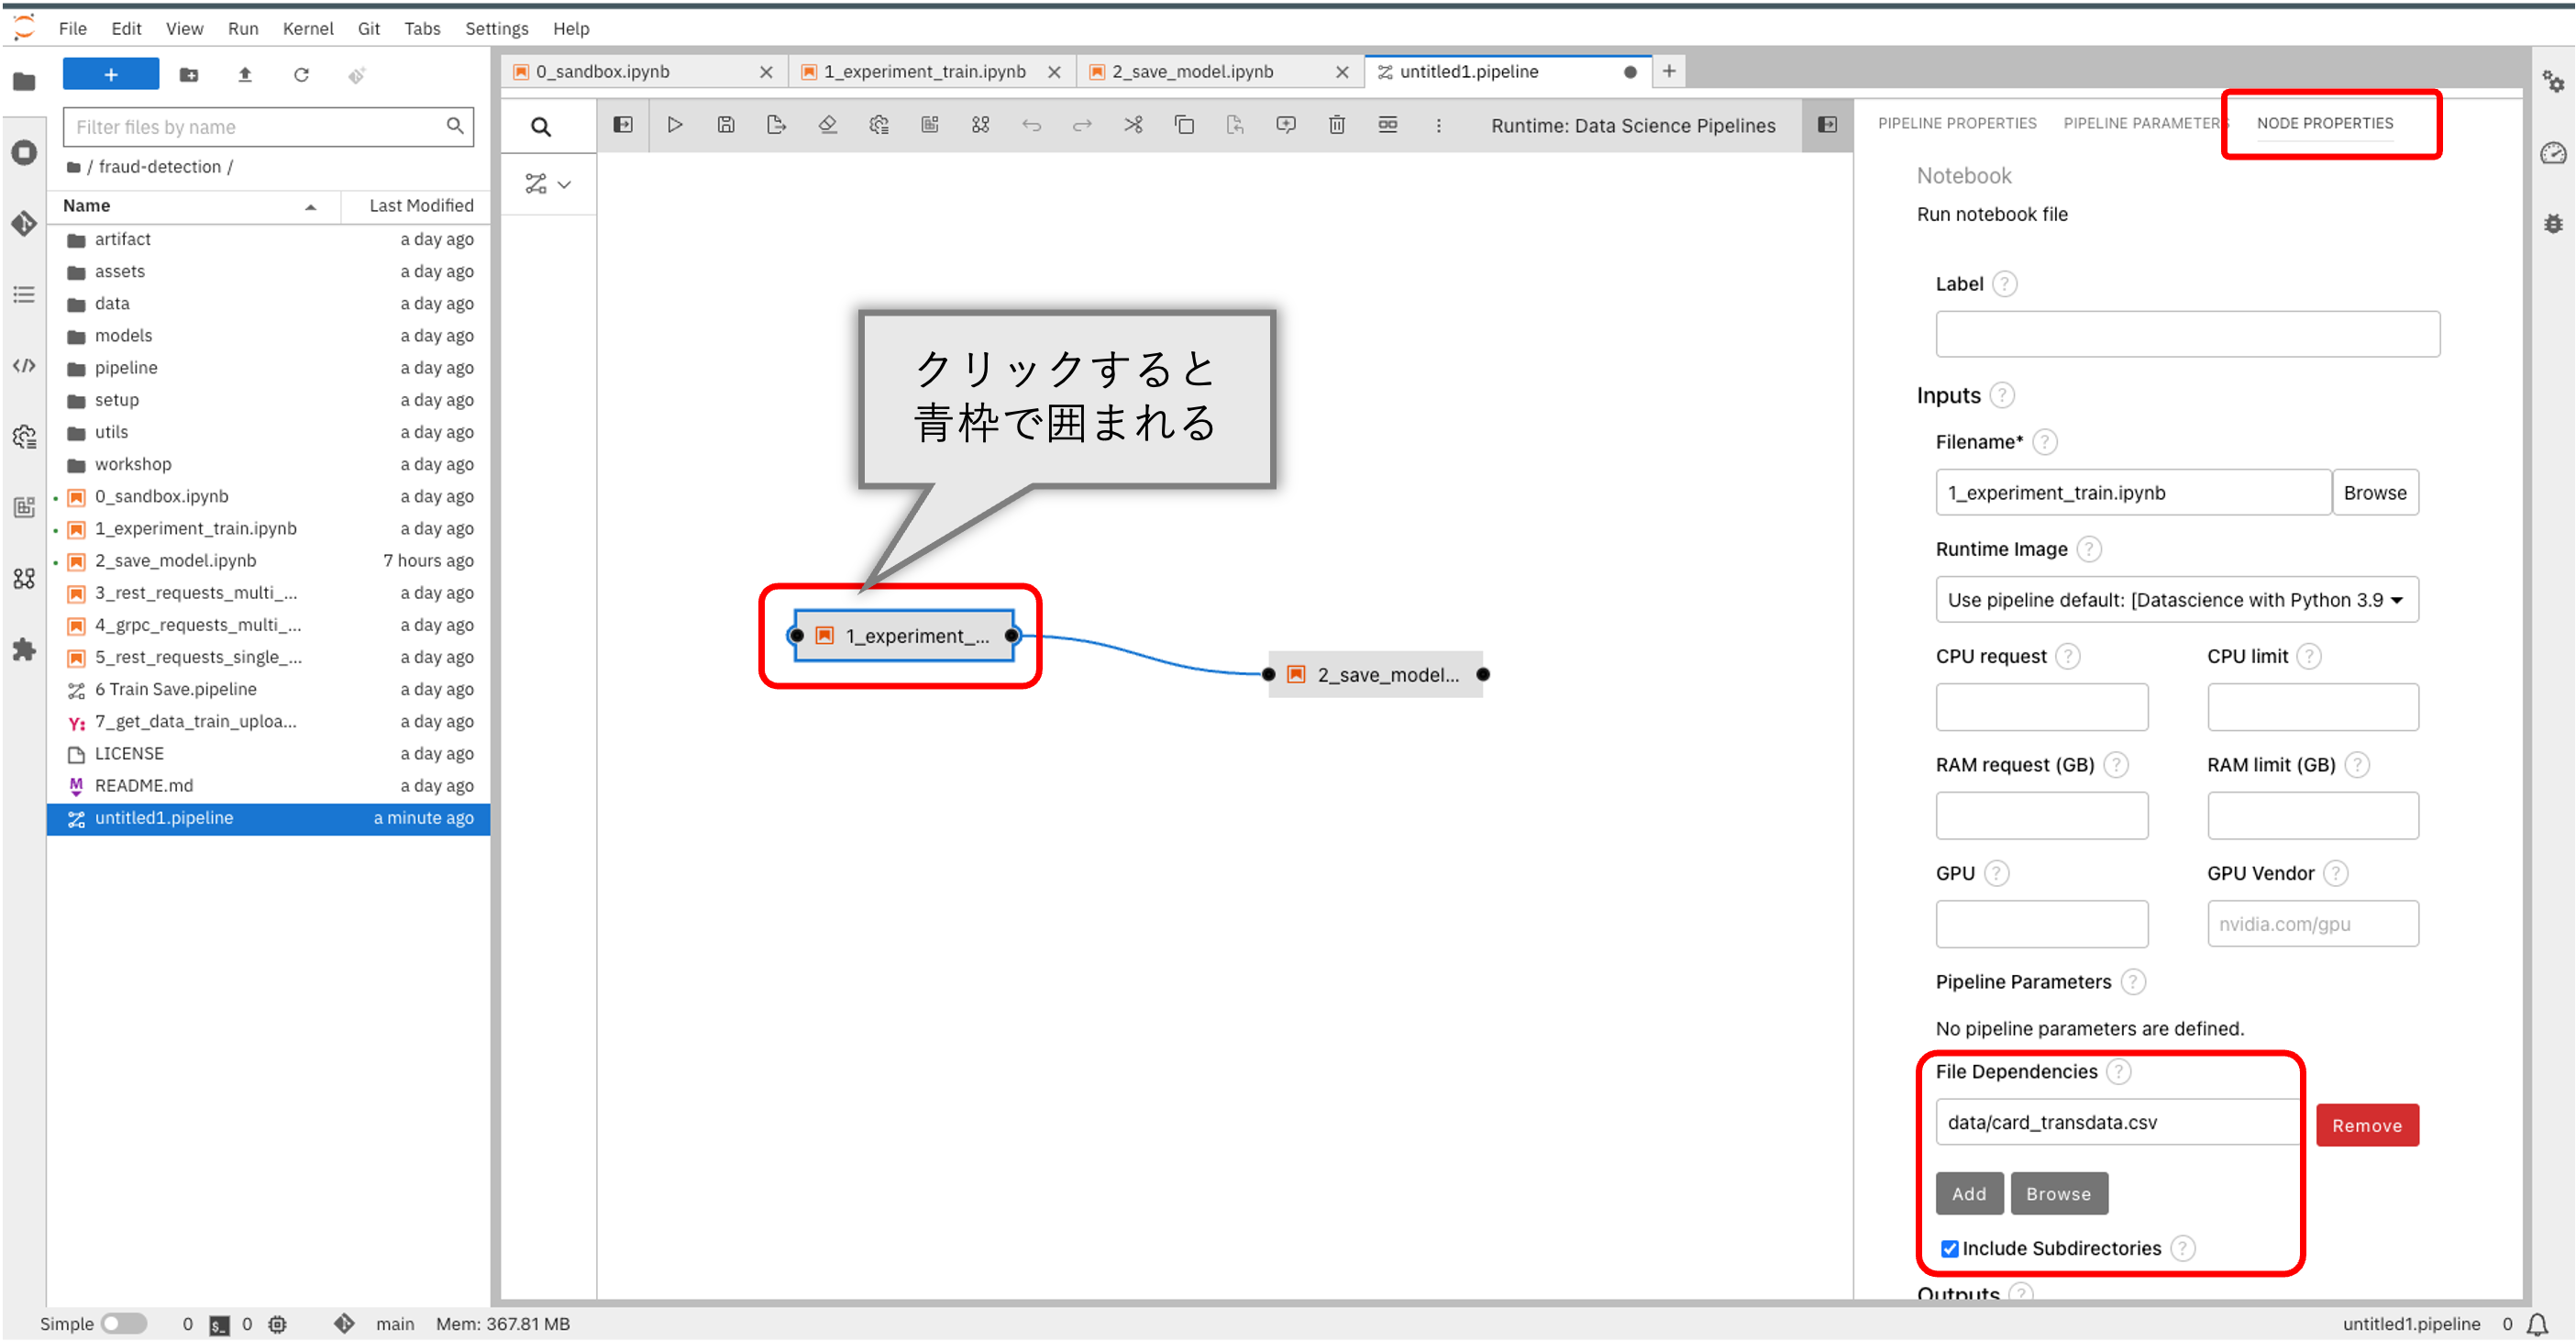 File Edit View Run Kernel Git Tabs Settings Help
+
Filter files by name
/ fraud-detection /
Name Last Modified
artifact a day ago
assets a day ago
data a day ago
models a day ago
pipeline a day ago
setup a day ago
utils a day ago
workshop a day ago
0_sandbox.ipynb a day ago
1_experiment_train.ipynb a day ago
2_save_model.ipynb 7 hours ago
3_rest_requests_multi_... a day ago
4_grpc_requests_multi_... a day ago
5_rest_requests_single_... a day ago
6 Train Save.pipeline a day ago
Y: 7_get_data_train_uploa... a day ago
LICENSE a day ago
M README.md a day ago
untitled1.pipeline a minute ago
0_sandbox.ipynb 1_experiment_train.ipynb 2_save_model.ipynb untitled1.pipeline +
Runtime: Data Science Pipelines
クリックすると
青枠で囲まれる
1_experiment_...
2_save_model...
PIPELINE PROPERTIES PIPELINE PARAMETERS NODE PROPERTIES
Notebook
Run notebook file
Label ?
Inputs ?
Filename* ?
1_experiment_train.ipynb Browse
Runtime Image ?
Use pipeline default: [Datascience with Python 3.9
CPU request ? CPU limit ?
RAM request (GB) ? RAM limit (GB) ?
GPU ? GPU Vendor ?
nvidia.com/gpu
Pipeline Parameters ?
No pipeline parameters are defined.
File Dependencies ?
data/card_transdata.csv Remove
Add Browse
Include Subdirectories ?
Outputs ?
Simple 0 $_ 0 main Mem: 367.81 MB untitled1.pipeline 0